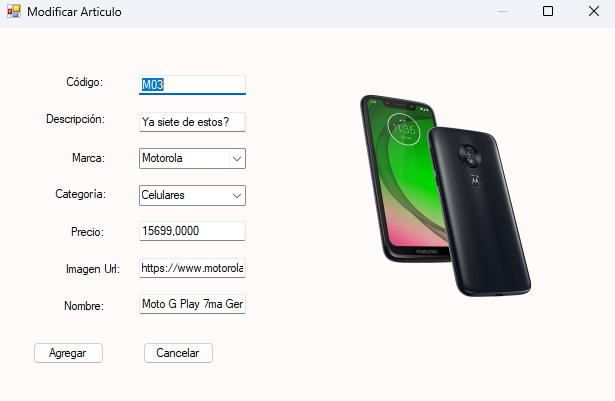 Modificar Articulo
Código: M03
Descripción: Ya siete de estos?
Marca: Motorola
Categoría: Celulares
Precio: 15699,0000
Imagen Url: https://www.motorola
Nombre: Moto G Play 7ma Ger
Agregar Cancelar
11:35
motorola